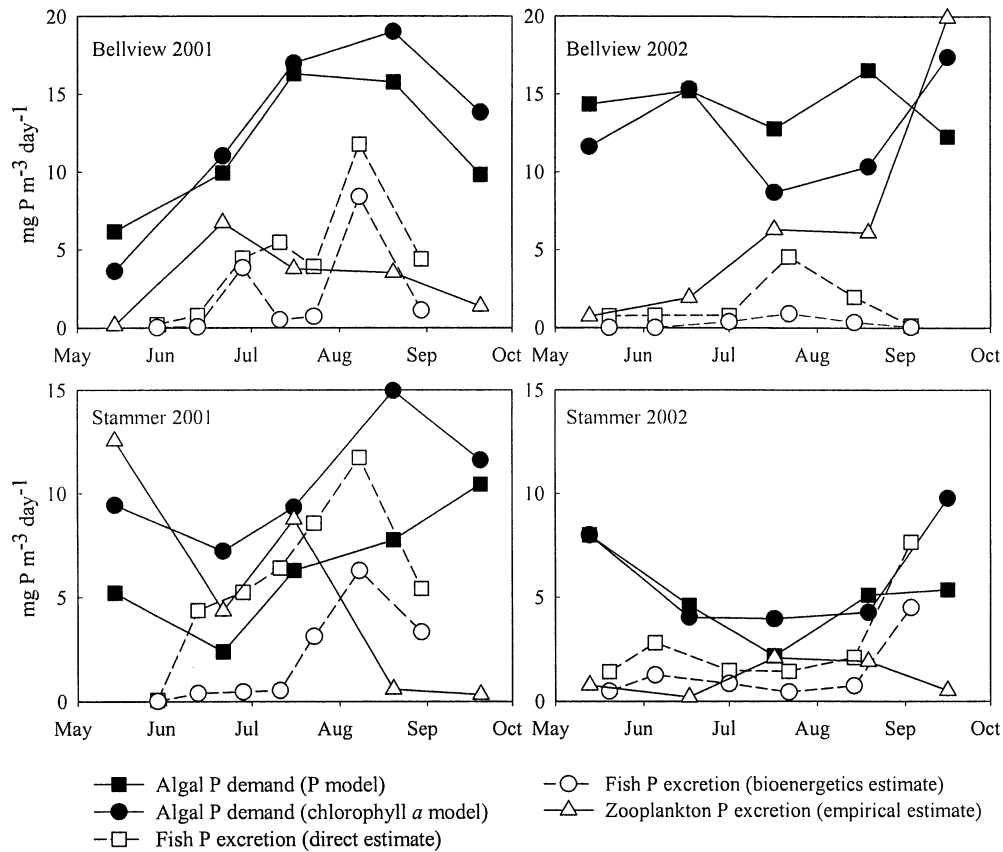 Bellview 2001
20
15
10
5
0
mg P m⁻³ day⁻¹
May Jun Jul Aug Sep Oct
Bellview 2002
20
15
10
5
0
May Jun Jul Aug Sep Oct
Stammer 2001
15
10
5
0
mg P m⁻³ day⁻¹
May Jun Jul Aug Sep Oct
Stammer 2002
15
10
5
0
May Jun Jul Aug Sep Oct
Algal P demand (P model)
Algal P demand (chlorophyll a model)
Fish P excretion (direct estimate)
Fish P excretion (bioenergetics estimate)
Zooplankton P excretion (empirical estimate)